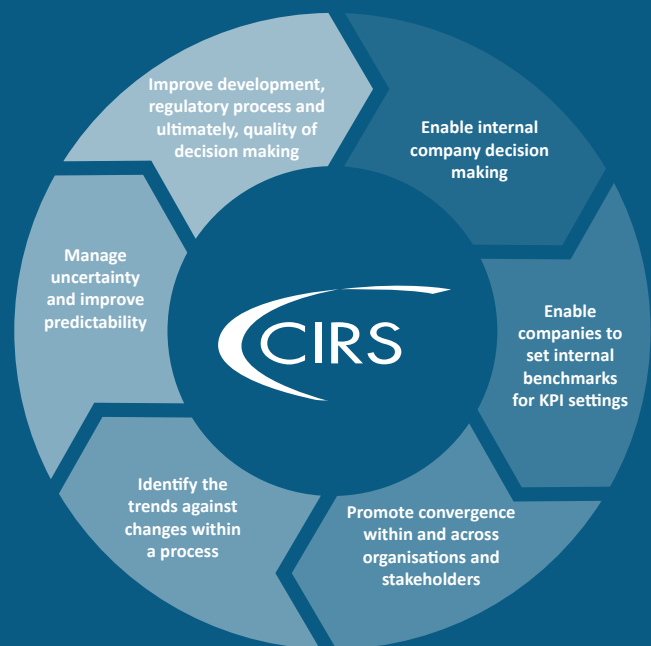 Improve development,
regulatory process and
ultimately, quality of
decision making
Enable internal
company decision
making
Manage
uncertainty
and improve
predictability
CIRS
Enable
companies to
set internal
benchmarks
for KPI settings
Identify the
trends against
changes within
a process
Promote convergence
within and across
organisations and
stakeholders